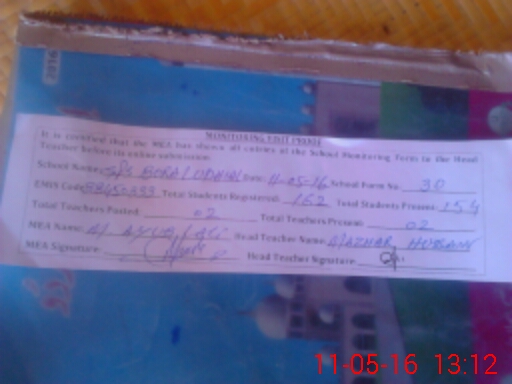 MONITORING VISIT PROOF
It is certified that the MEA has shown all entries of the School Monitoring Form to the Head
Teacher before its online submission:
School Name: Date: 11-05-16 School Form No: 30
EMIS Code: Total Students Registered: 162 Total Students Present: 154
Total Teachers Posted: 02 Total Teachers Present: 02
MEA Name: Head Teacher Name: MAZHAR HUSSAIN
MEA Signature: Head Teacher Signature:
11-05-16 13:12